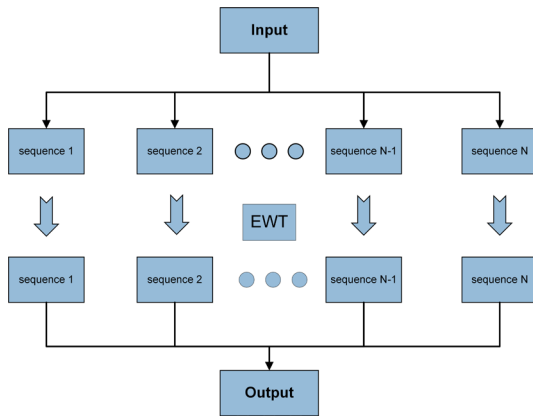 Input
sequence 1
sequence 2
sequence N-1
sequence N
EWT
sequence 1
sequence 2
sequence N-1
sequence N
Output